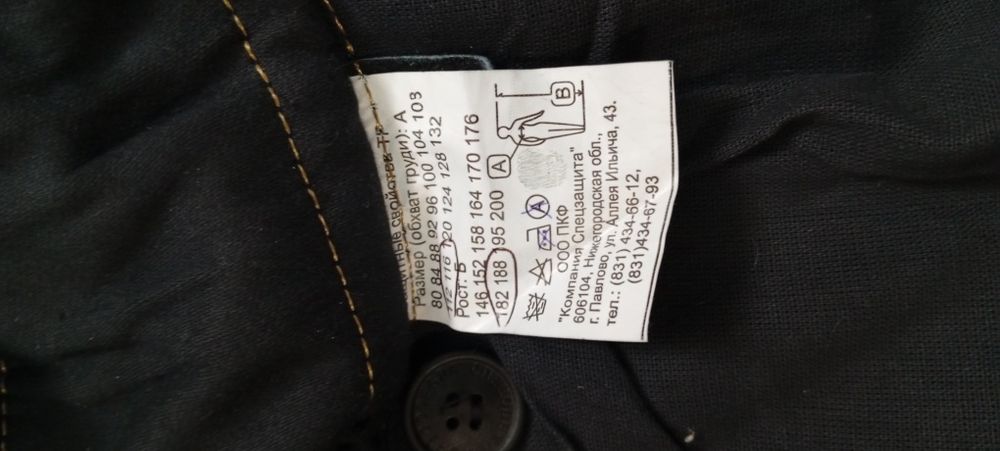 свойства
Размер (обхват груди): А
80 84 88 92 96 100 104 103
112 116 120 124 128 132
Рост: Б
146 152 158 164 170 176
182 188 195 200
A
B
A
ООО ПКФ
"Компания Спецзащита"
606104, Нижегородская обл.,
г. Павлово, ул. Аллея Ильича, 43.
тел.: (831) 434-66-12,
(831)434-67-93